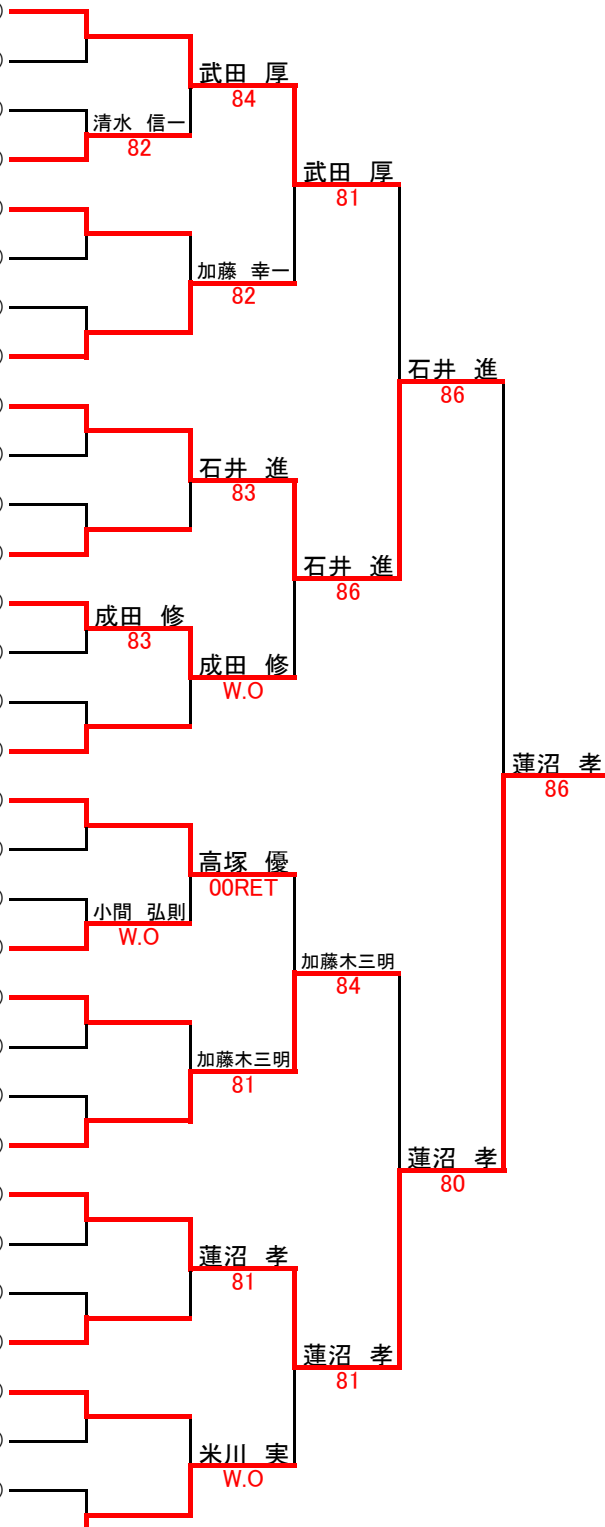 武田 厚
84
清水 信一
82
武田 厚
81
加藤 幸一
82
石井 進
86
石井 進
83
石井 進
86
成田 修
83
成田 修
W.O
蓮沼 孝
86
高塚 優
00RET
小間 弘則
W.O
加藤木三明
84
加藤木三明
81
蓮沼 孝
80
蓮沼 孝
81
蓮沼 孝
81
米川 実
W.O